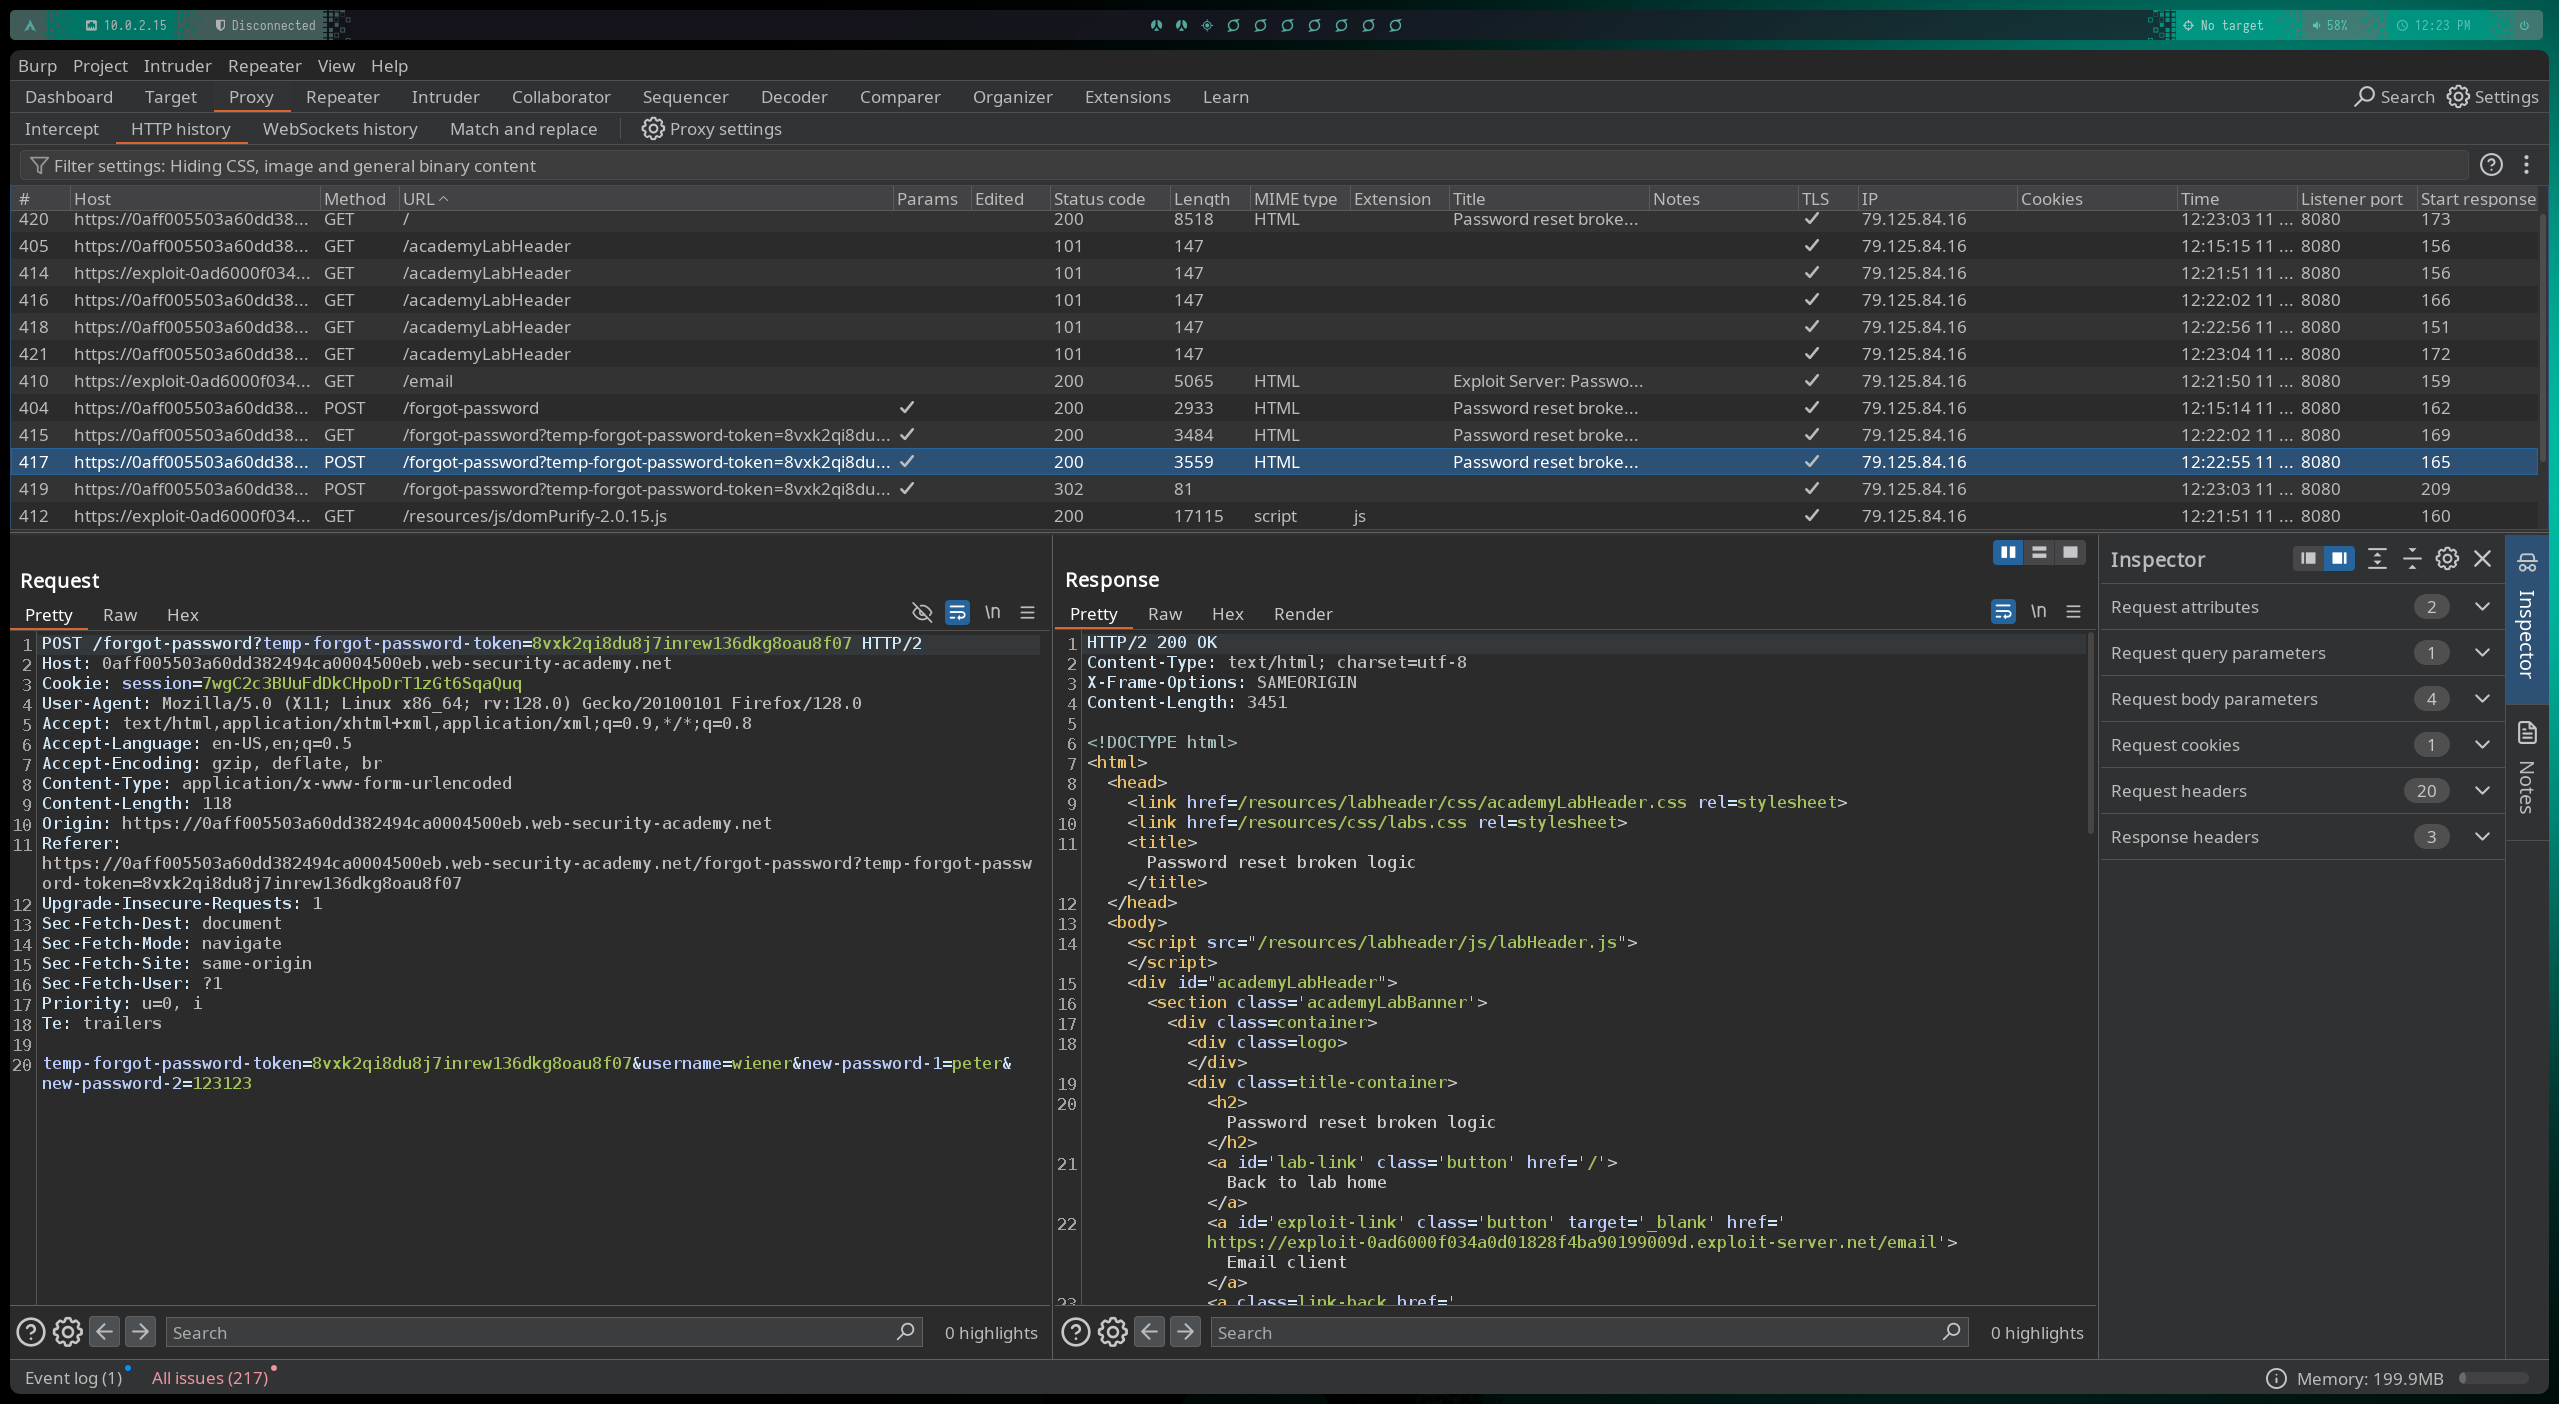 10.0.2.15 Disconnected No target 58% 12:23 PM
Burp Project Intruder Repeater View Help
Dashboard Target Proxy Repeater Intruder Collaborator Sequencer Decoder Comparer Organizer Extensions Learn Search Settings
Intercept HTTP history WebSockets history Match and replace Proxy settings
Filter settings: Hiding CSS, image and general binary content
# Host Method URL Params Edited Status code Length MIME type Extension Title Notes TLS IP Cookies Time Listener port Start response
420 https://0aff005503a60dd38... GET / 200 8518 HTML Password reset broke... 79.125.84.16 12:23:03 11 ... 8080 173
405 https://0aff005503a60dd38... GET /academyLabHeader 101 147 79.125.84.16 12:15:15 11 ... 8080 156
414 https://exploit-0ad6000f034... GET /academyLabHeader 101 147 79.125.84.16 12:21:51 11 ... 8080 156
416 https://0aff005503a60dd38... GET /academyLabHeader 101 147 79.125.84.16 12:22:02 11 ... 8080 166
418 https://0aff005503a60dd38... GET /academyLabHeader 101 147 79.125.84.16 12:22:56 11 ... 8080 151
421 https://0aff005503a60dd38... GET /academyLabHeader 101 147 79.125.84.16 12:23:04 11 ... 8080 172
410 https://exploit-0ad6000f034... GET /email 200 5065 HTML Exploit Server: Passwo... 79.125.84.16 12:21:50 11 ... 8080 159
404 https://0aff005503a60dd38... POST /forgot-password ✓ 200 2933 HTML Password reset broke... 79.125.84.16 12:15:14 11 ... 8080 162
415 https://0aff005503a60dd38... GET /forgot-password?temp-forgot-password-token=8vxk2qi8du... ✓ 200 3484 HTML Password reset broke... 79.125.84.16 12:22:02 11 ... 8080 169
417 https://0aff005503a60dd38... POST /forgot-password?temp-forgot-password-token=8vxk2qi8du... ✓ 200 3559 HTML Password reset broke... 79.125.84.16 12:22:55 11 ... 8080 165
419 https://0aff005503a60dd38... POST /forgot-password?temp-forgot-password-token=8vxk2qi8du... ✓ 302 81 79.125.84.16 12:23:03 11 ... 8080 209
412 https://exploit-0ad6000f034... GET /resources/js/domPurify-2.0.15.js 200 17115 script js 79.125.84.16 12:21:51 11 ... 8080 160
Request
Pretty Raw Hex \n
1 POST /forgot-password?temp-forgot-password-token=8vxk2qi8du8j7inrew136dkg8oau8f07 HTTP/2
2 Host: 0aff005503a60dd382494ca0004500eb.web-security-academy.net
3 Cookie: session=7wgC2c3BUuFdDkCHpoDrT1zGt6SqaQuq
4 User-Agent: Mozilla/5.0 (X11; Linux x86_64; rv:128.0) Gecko/20100101 Firefox/128.0
5 Accept: text/html,application/xhtml+xml,application/xml;q=0.9,*/*;q=0.8
6 Accept-Language: en-US,en;q=0.5
7 Accept-Encoding: gzip, deflate, br
8 Content-Type: application/x-www-form-urlencoded
9 Content-Length: 118
10 Origin: https://0aff005503a60dd382494ca0004500eb.web-security-academy.net
11 Referer:
https://0aff005503a60dd382494ca0004500eb.web-security-academy.net/forgot-password?temp-forgot-passw
ord-token=8vxk2qi8du8j7inrew136dkg8oau8f07
12 Upgrade-Insecure-Requests: 1
13 Sec-Fetch-Dest: document
14 Sec-Fetch-Mode: navigate
15 Sec-Fetch-Site: same-origin
16 Sec-Fetch-User: ?1
17 Priority: u=0, i
18 Te: trailers
19
20 temp-forgot-password-token=8vxk2qi8du8j7inrew136dkg8oau8f07&username=wiener&new-password-1=peter&
new-password-2=123123
Search 0 highlights
Response
Pretty Raw Hex Render \n
1 HTTP/2 200 OK
2 Content-Type: text/html; charset=utf-8
3 X-Frame-Options: SAMEORIGIN
4 Content-Length: 3451
5
6 <!DOCTYPE html>
7 <html>
8 <head>
9 <link href=/resources/labheader/css/academyLabHeader.css rel=stylesheet>
10 <link href=/resources/css/labs.css rel=stylesheet>
11 <title>
Password reset broken logic
</title>
12 </head>
13 <body>
14 <script src="/resources/labheader/js/labHeader.js">
</script>
15 <div id="academyLabHeader">
16 <section class='academyLabBanner'>
17 <div class=container>
18 <div class=logo>
</div>
19 <div class=title-container>
20 <h2>
Password reset broken logic
</h2>
21 <a id='lab-link' class='button' href='/'>
Back to lab home
</a>
22 <a id='exploit-link' class='button' target='_blank' href='
https://exploit-0ad6000f034a0d01828f4ba90199009d.exploit-server.net/email'>
Email client
</a>
23 <a class=link-back href='
Search 0 highlights
Inspector
Request attributes 2
Request query parameters 1
Request body parameters 4
Request cookies 1
Request headers 20
Response headers 3
Inspector
Notes
Event log (1) All issues (217) Memory: 199.9MB